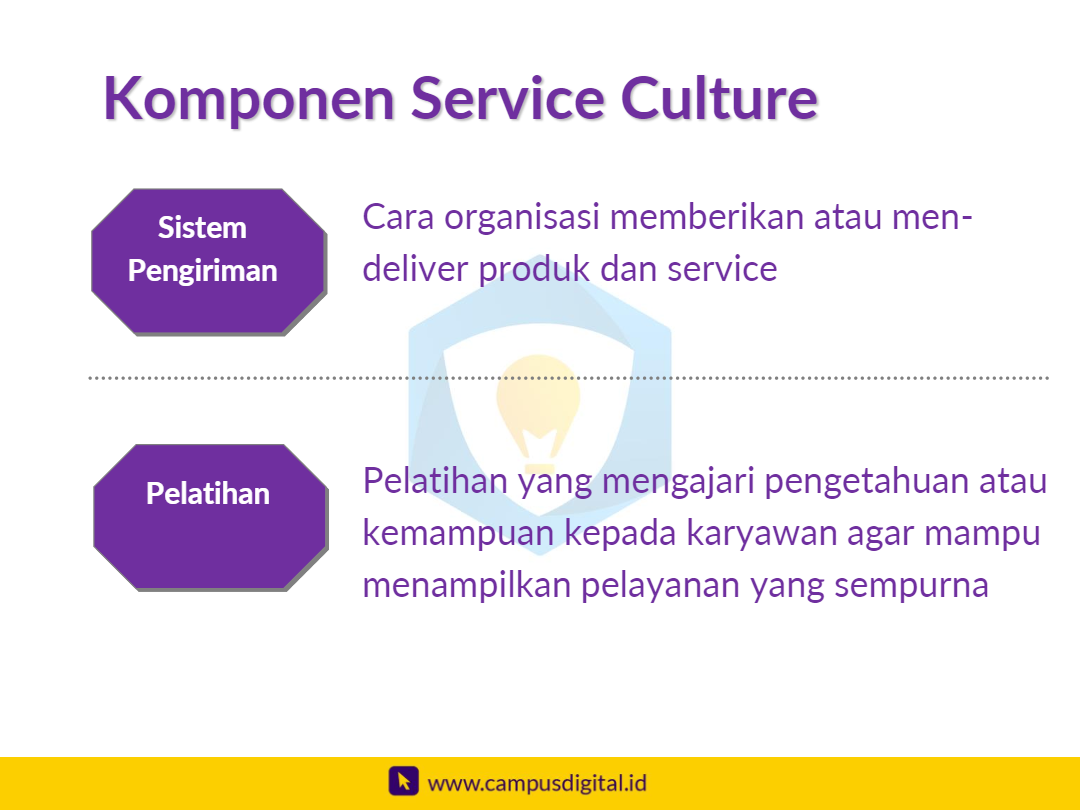 Komponen Service Culture
Sistem
Pengiriman
Cara organisasi memberikan atau men-
deliver produk dan service
Pelatihan
Pelatihan yang mengajari pengetahuan atau
kemampuan kepada karyawan agar mampu
menampilkan pelayanan yang sempurna
www.campusdigital.id